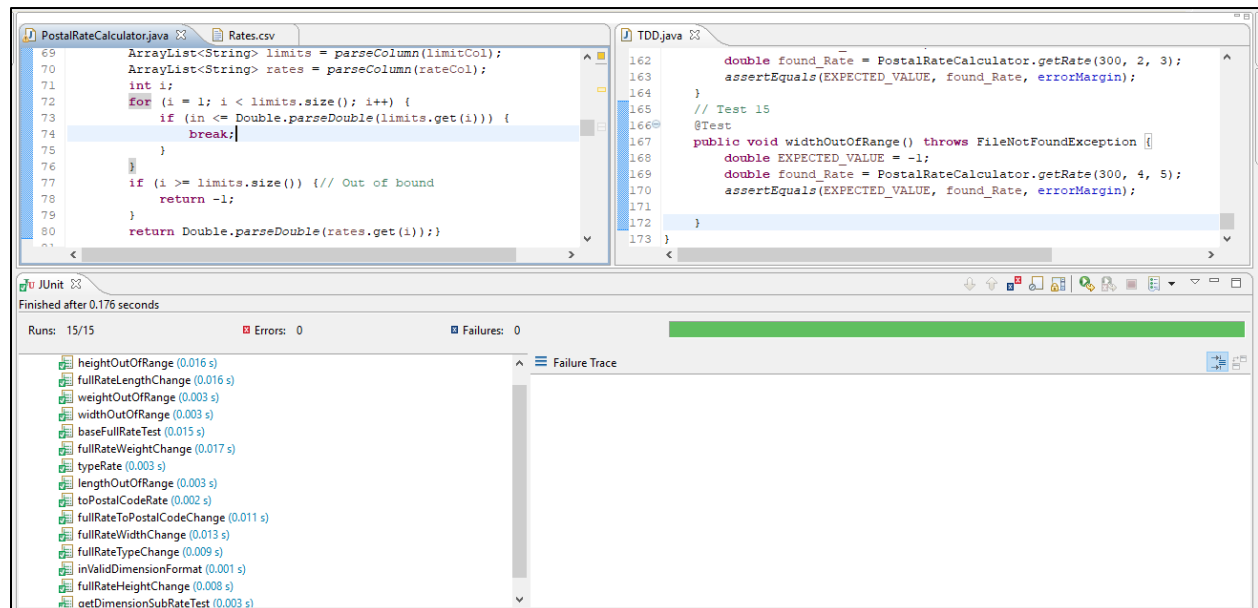 PostalRateCalculator.java
Rates.csv
69 ArrayList<String> limits = parseColumn(limitCol);
70 ArrayList<String> rates = parseColumn(rateCol);
71 int i;
72 for (i = 1; i < limits.size(); i++) {
73 if (in <= Double.parseDouble(limits.get(i))) {
74 break;
75 }
76 }
77 if (i >= limits.size()) {// Out of bound
78 return -1;
79 }
80 return Double.parseDouble(rates.get(i));}
TDD.java
162 double found_Rate = PostalRateCalculator.getRate(300, 2, 3);
163 assertEquals(EXPECTED_VALUE, found_Rate, errorMargin);
164 }
165 // Test 15
166 @Test
167 public void widthOutOfRange() throws FileNotFoundException {
168 double EXPECTED_VALUE = -1;
169 double found_Rate = PostalRateCalculator.getRate(300, 4, 5);
170 assertEquals(EXPECTED_VALUE, found_Rate, errorMargin);
171
172 }
173 }
JUnit
Finished after 0.176 seconds
Runs: 15/15 Errors: 0 Failures: 0
heightOutOfRange (0.016 s)
fullRateLengthChange (0.016 s)
weightOutOfRange (0.003 s)
widthOutOfRange (0.003 s)
baseFullRateTest (0.015 s)
fullRateWeightChange (0.017 s)
typeRate (0.003 s)
lengthOutOfRange (0.003 s)
toPostalCodeRate (0.002 s)
fullRateToPostalCodeChange (0.011 s)
fullRateWidthChange (0.013 s)
fullRateTypeChange (0.009 s)
inValidDimensionFormat (0.001 s)
fullRateHeightChange (0.008 s)
getDimensionSubRateTest (0.003 s)
Failure Trace